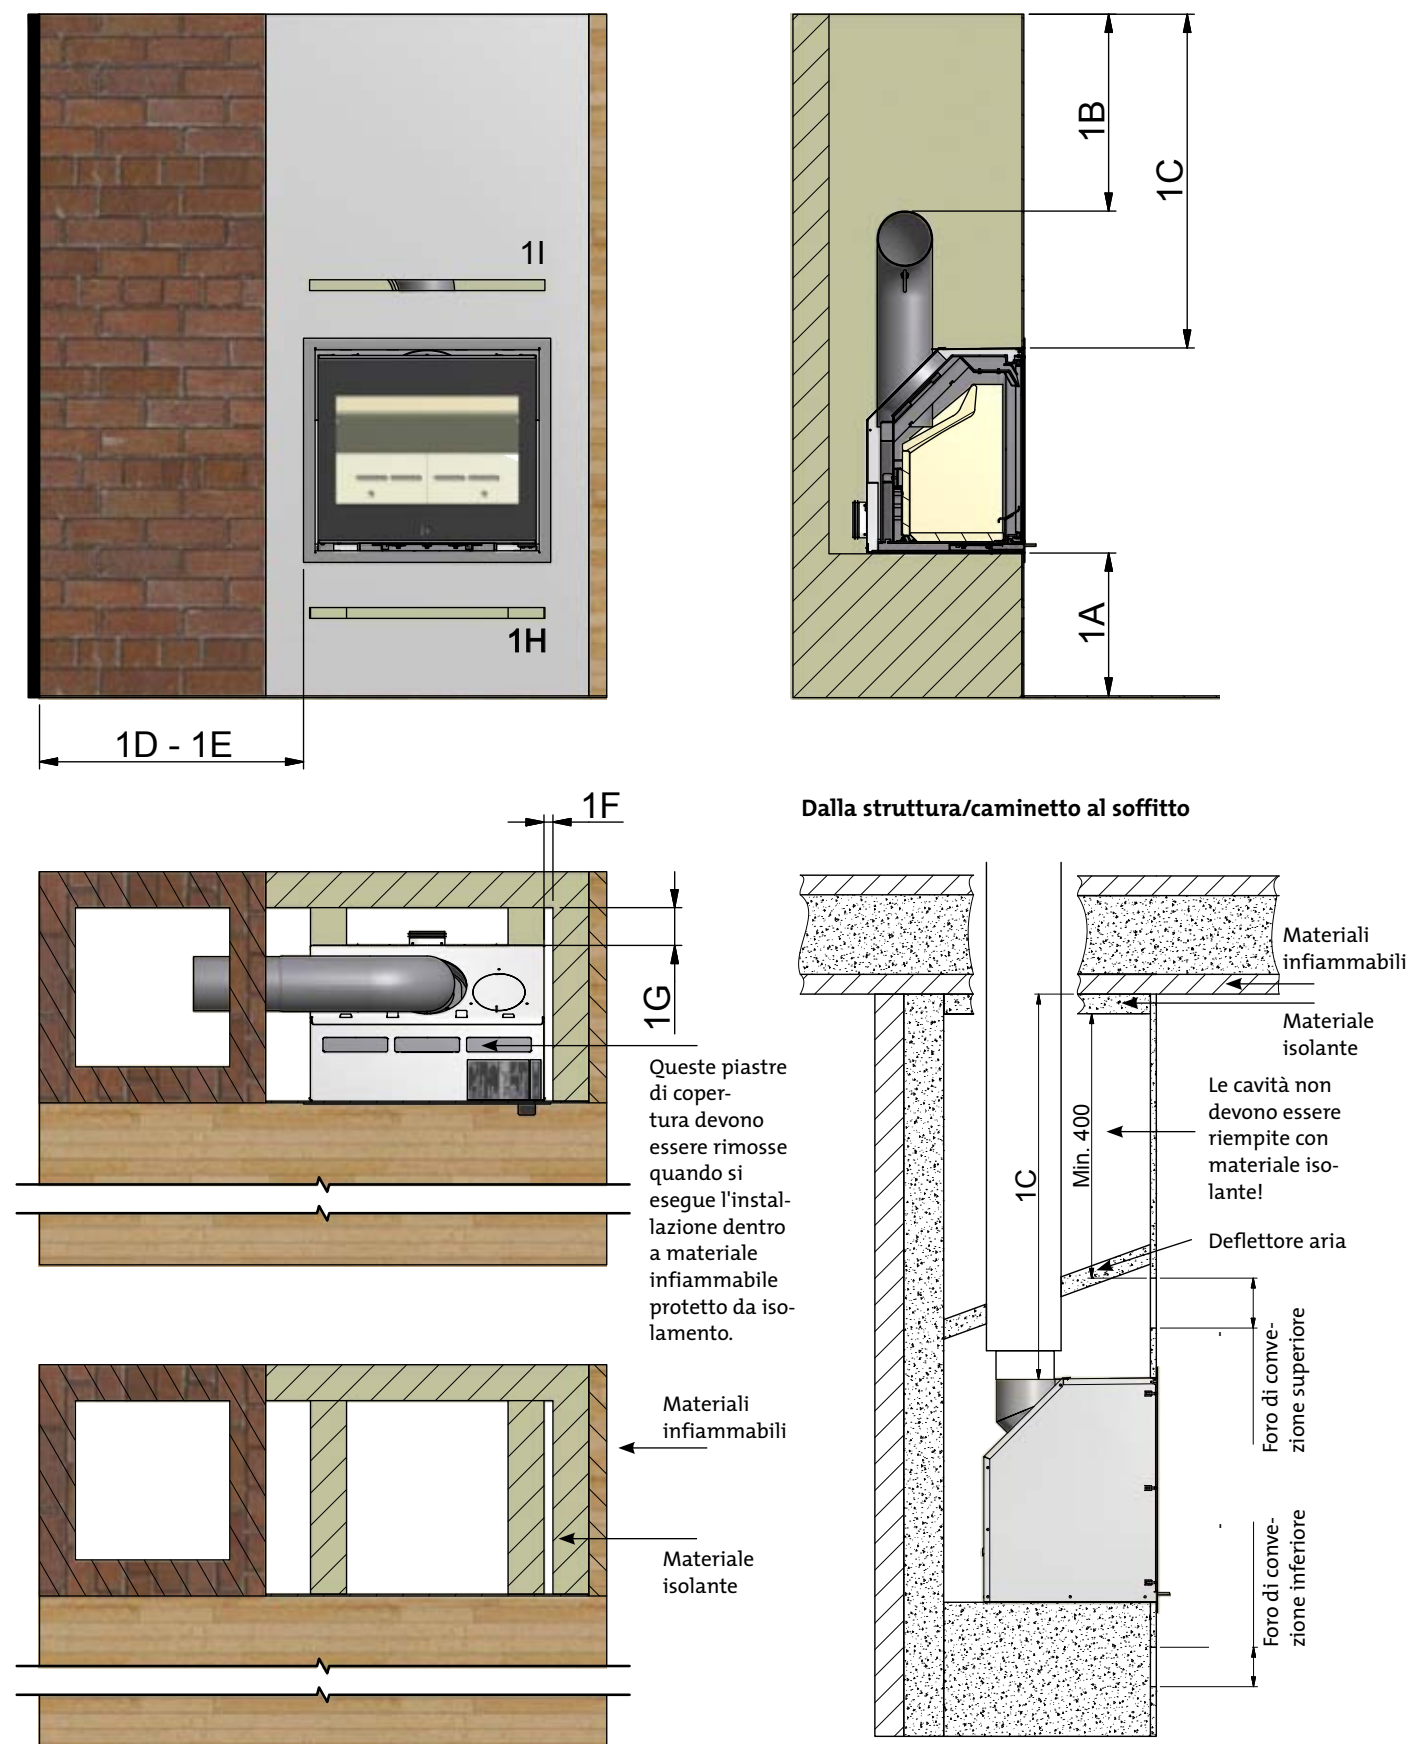 1I
1H
1D - 1E
1B
1C
1A
1F
1G
Queste piastre
di coper-
tura devono
essere rimosse
quando si
esegue l'instal-
lazione dentro
a materiale
infiammabile
protetto da iso-
lamento.
Materiali
infiammabili
Materiale
isolante
Dalla struttura/caminetto al soffitto
Materiali
infiammabili
Materiale
isolante
Le cavità non
devono essere
riempite con
materiale iso-
lante!
1C
Min. 400
Deflettore aria
Foro di conve-
zione superiore
Foro di conve-
zione inferiore